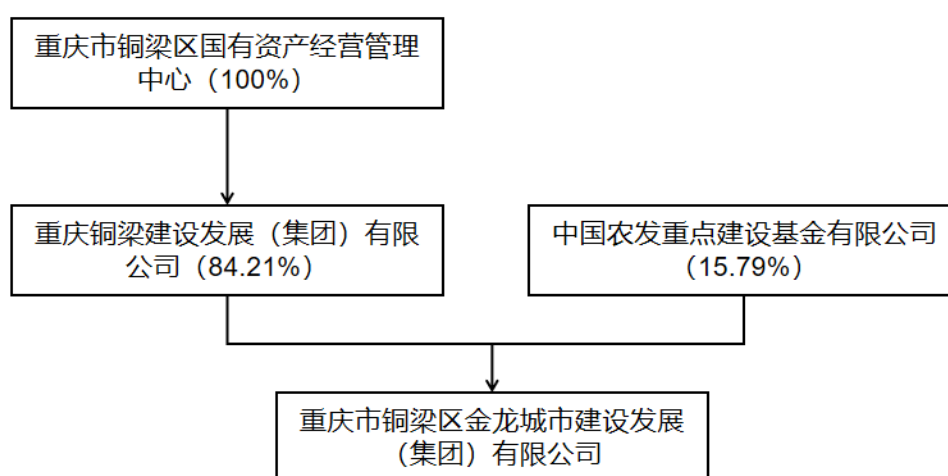 重庆市铜梁区国有资产经营管理
中心（100%）
重庆铜梁建设发展（集团）有限
公司（84.21%）
中国农发重点建设基金有限公司
（15.79%）
重庆市铜梁区金龙城市建设发展
（集团）有限公司